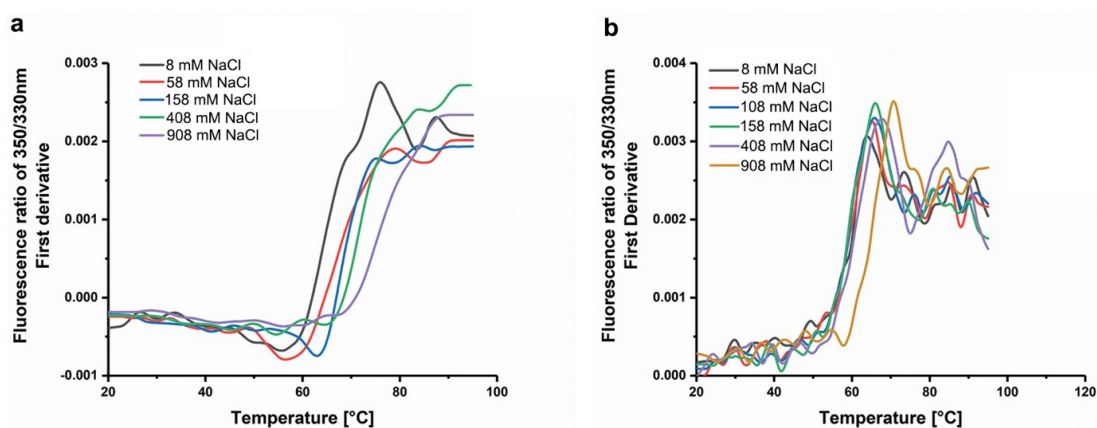 a
0.003
0.002
0.001
0.000
-0.001
Fluorescence ratio of 350/330nm
First derivative
8 mM NaCl
58 mM NaCl
158 mM NaCl
408 mM NaCl
908 mM NaCl
20 40 60 80 100
Temperature [°C]
b
0.004
0.003
0.002
0.001
0.000
Fluorescence ratio of 350/330nm
First Derivative
8 mM NaCl
58 mM NaCl
108 mM NaCl
158 mM NaCl
408 mM NaCl
908 mM NaCl
20 40 60 80 100 120
Temperature [°C]